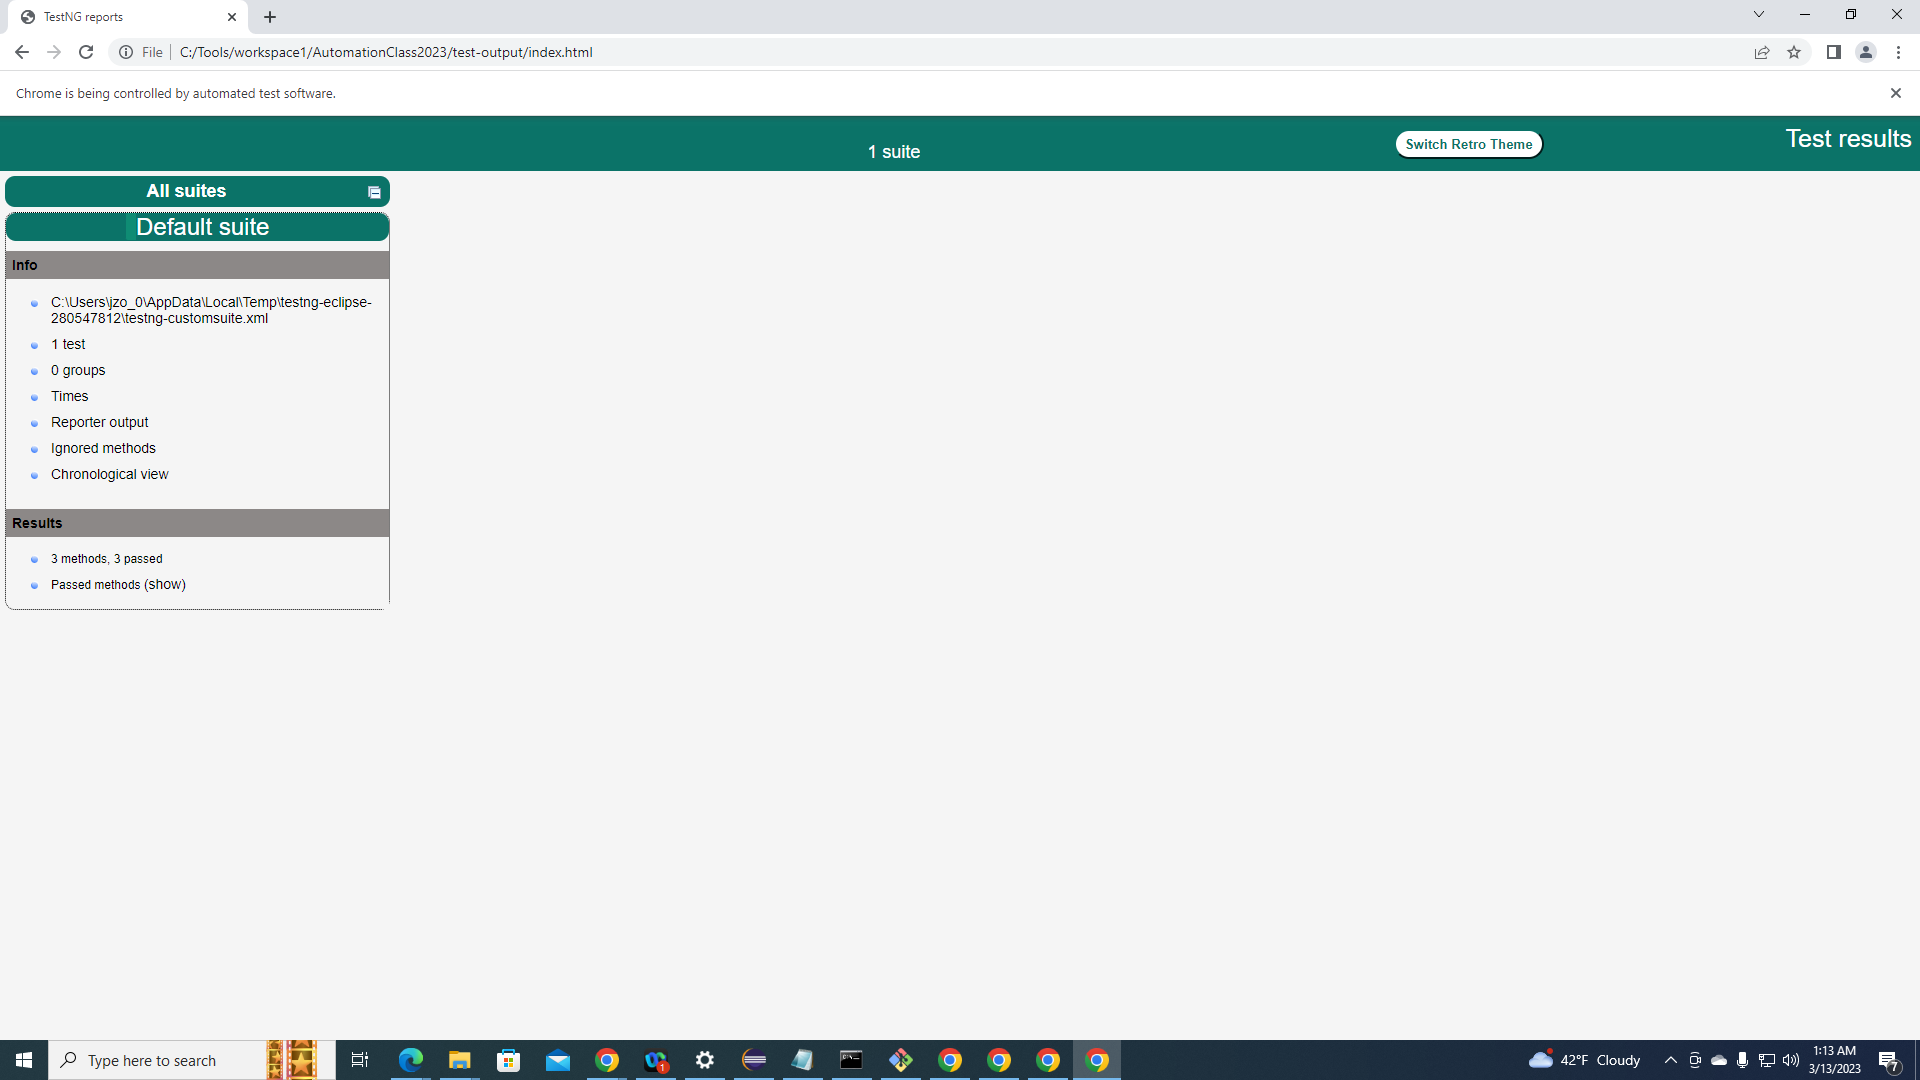 TestNG reports
File
C:/Tools/workspace1/AutomationClass2023/test-output/index.html
Chrome is being controlled by automated test software.
1 suite
Switch Retro Theme
Test results
All suites
Default suite
Info
C:\Users\jzo_0\AppData\Local\Temp\testng-eclipse-
280547812\testng-customsuite.xml
1 test
0 groups
Times
Reporter output
Ignored methods
Chronological view
Results
3 methods, 3 passed
Passed methods (show)
Type here to search
1
42°F Cloudy
1:13 AM
3/13/2023
7